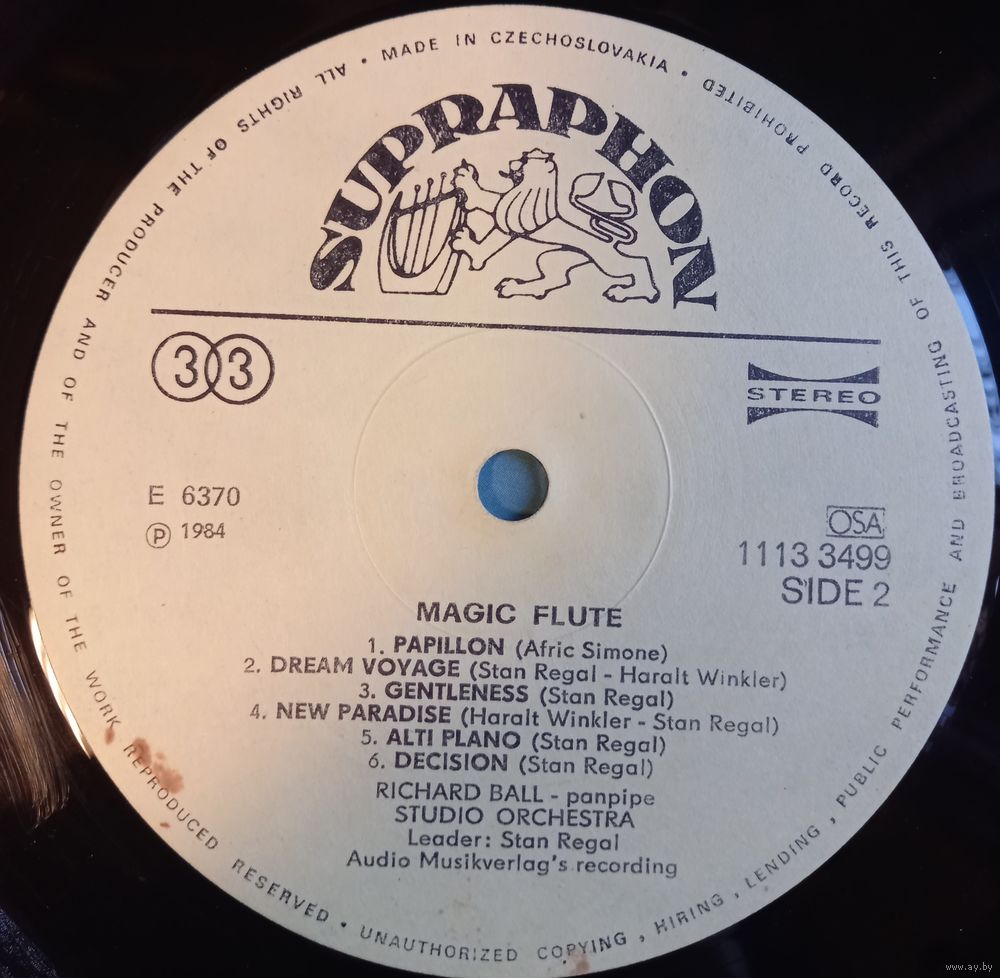 ALL RIGHTS OF THE PRODUCER AND OF THE OWNER OF THE WORK REPRODUCED RESERVED • UNAUTHORIZED COPYING, HIRING, LENDING, PUBLIC PERFORMANCE AND BROADCASTING OF THIS RECORD PROHIBITED • MADE IN CZECHOSLOVAKIA •
SUPRAPHON
33
STEREO
E 6370
Ⓟ 1984
OSA
1113 3499
SIDE 2
MAGIC FLUTE
1. PAPILLON (Afric Simone)
2. DREAM VOYAGE (Stan Regal - Haralt Winkler)
3. GENTLENESS (Stan Regal)
4. NEW PARADISE (Haralt Winkler - Stan Regal)
5. ALTI PLANO (Stan Regal)
6. DECISION (Stan Regal)
RICHARD BALL - panpipe
STUDIO ORCHESTRA
Leader: Stan Regal
Audio Musikverlag's recording
www.ay.by